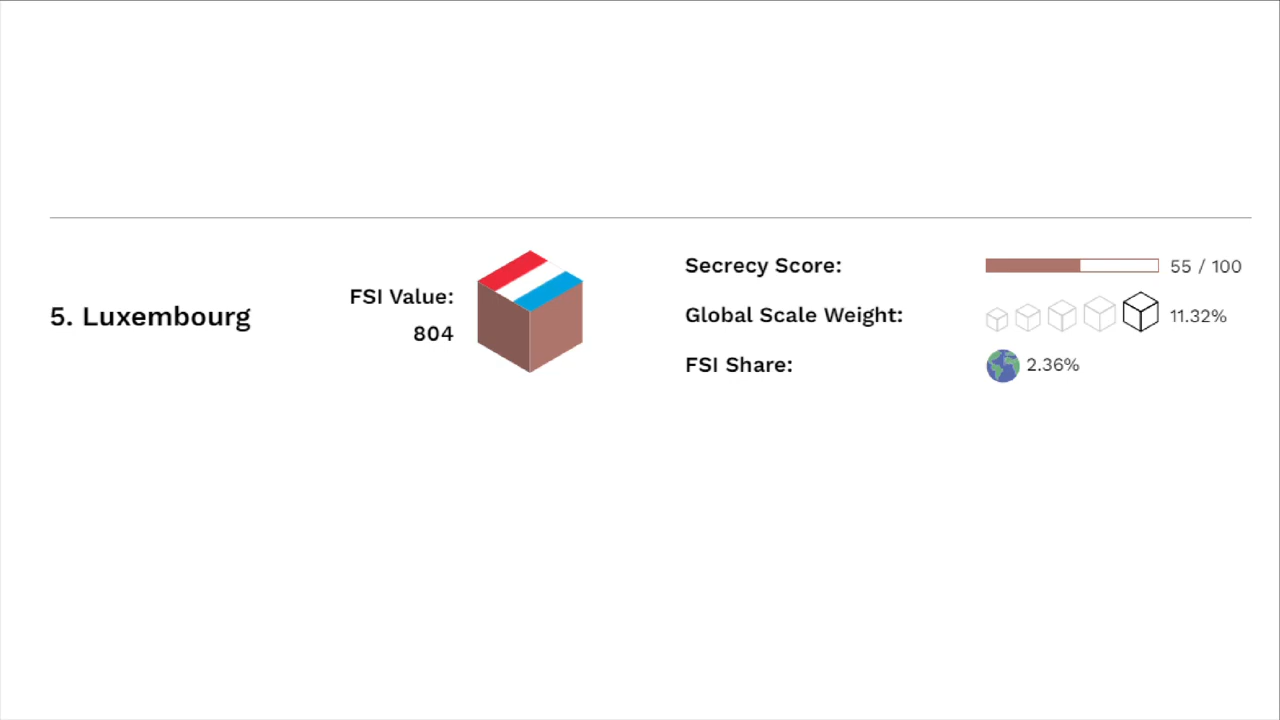 5. Luxembourg
FSI Value:
804
Secrecy Score:
55 / 100
Global Scale Weight:
11.32%
FSI Share:
2.36%